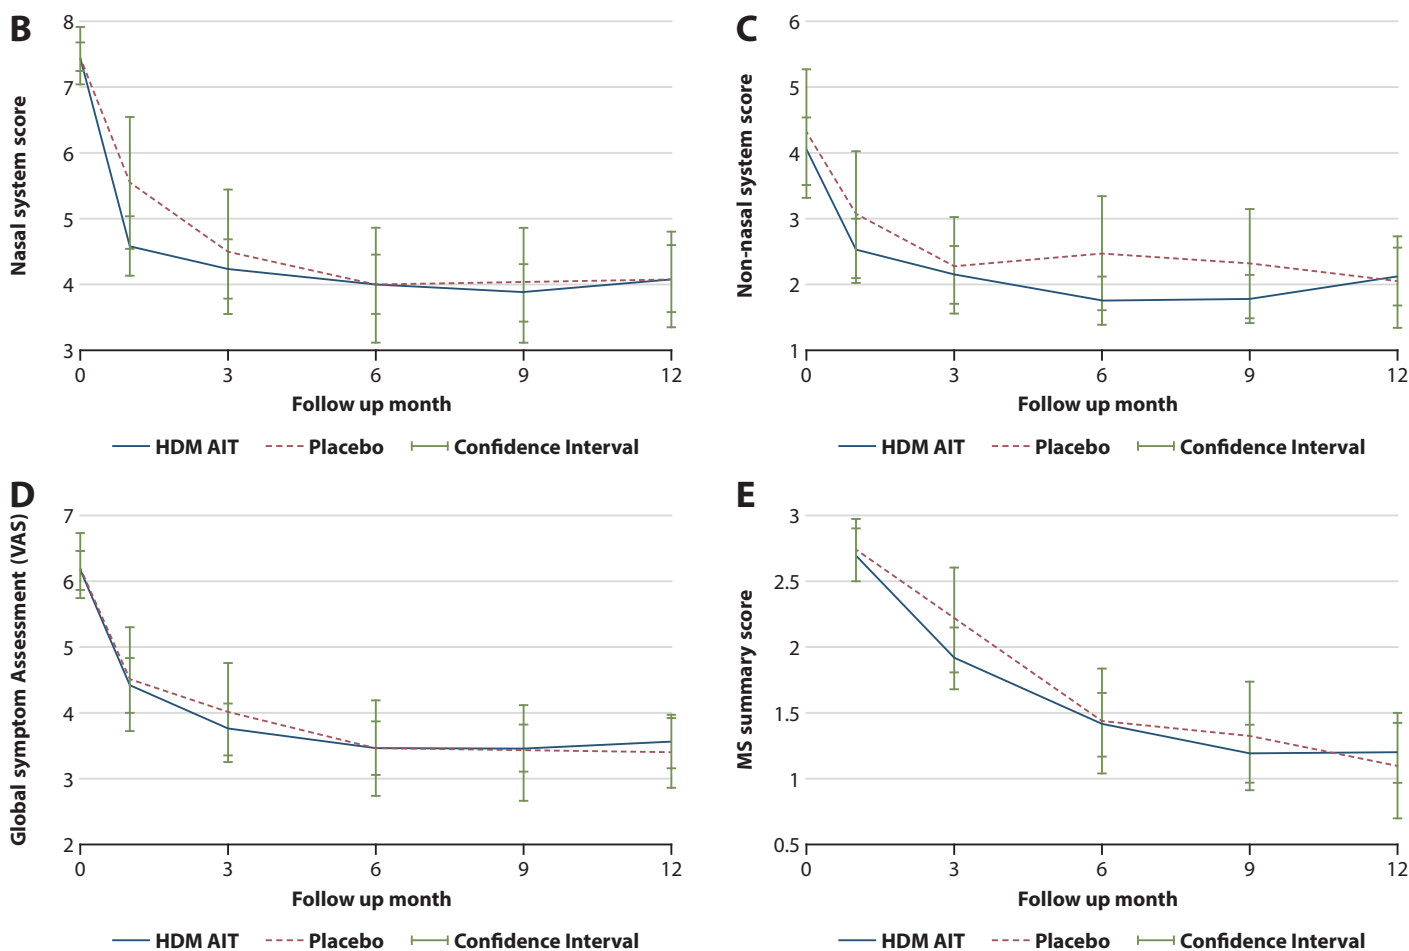 B
Nasal system score
8
7
6
5
4
3
0 3 6 9 12
Follow up month
HDM AIT Placebo Confidence Interval
C
Non-nasal system score
6
5
4
3
2
1
0 3 6 9 12
Follow up month
HDM AIT Placebo Confidence Interval
D
Global symptom Assessment (VAS)
7
6
5
4
3
2
0 3 6 9 12
Follow up month
HDM AIT Placebo Confidence Interval
E
MS summary score
3
2.5
2
1.5
1
0.5
0 3 6 9 12
Follow up month
HDM AIT Placebo Confidence Interval